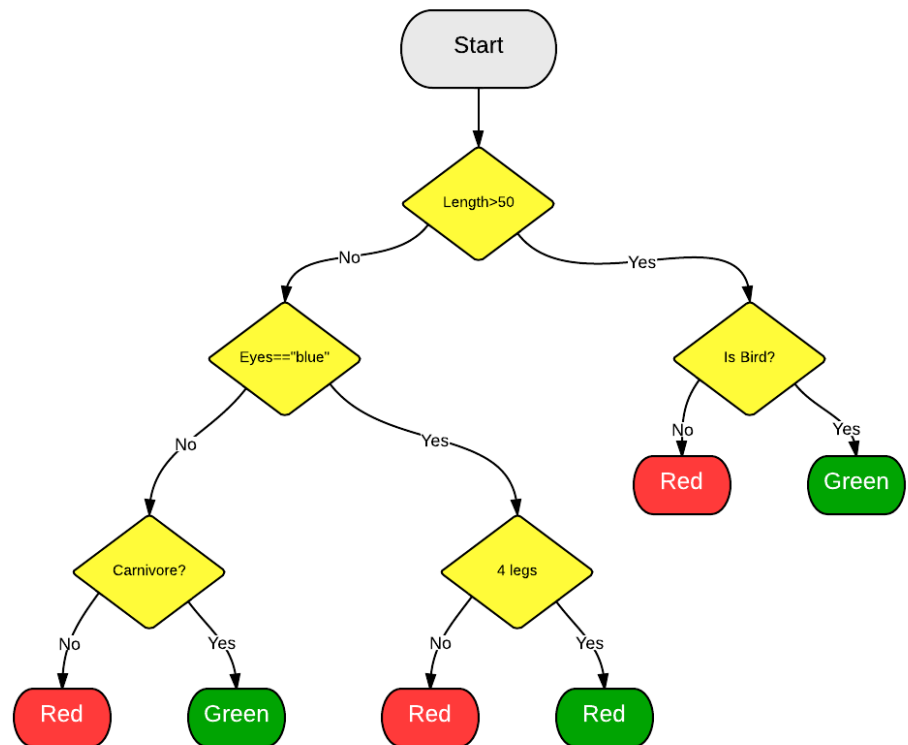 Start
Length>50
No
Yes
Eyes=="blue"
Is Bird?
No
Yes
No
Yes
Red
Green
Carnivore?
4 legs
No
Yes
No
Yes
Red
Green
Red
Red